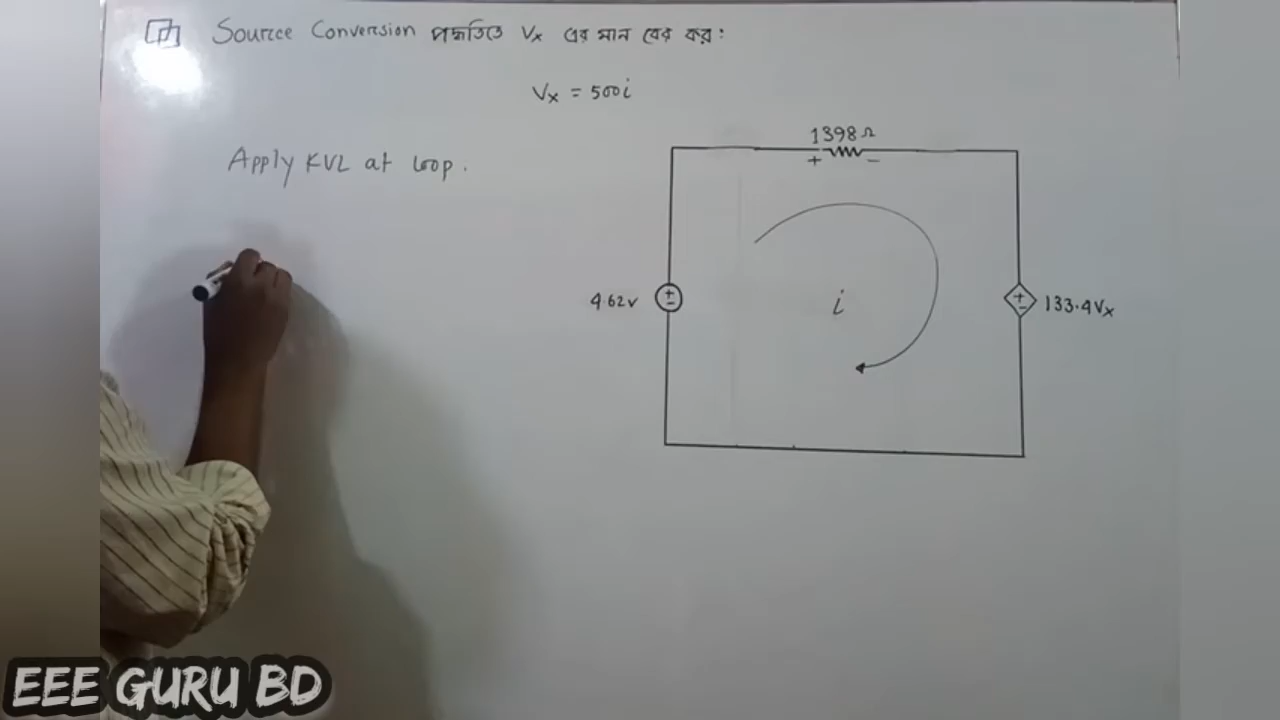 Source Conversion পদ্ধতিতে Vx এর মান বের কর:
Vx = 500i
Apply KVL at loop.
1398Ω
+ −
4.62v
+
−
i
+
−
133.4Vx
EEE GURU BD